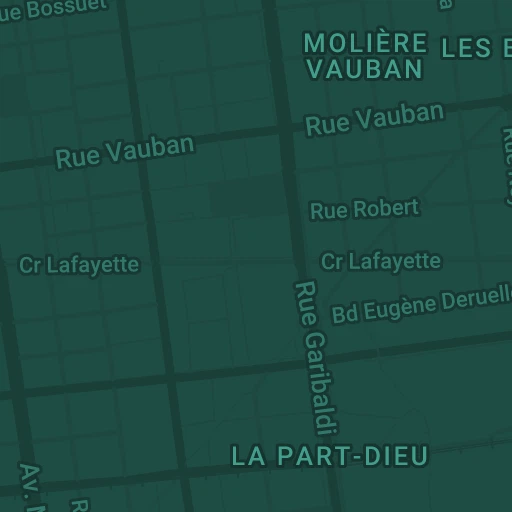 Rue Bossuet
MOLIÈRE
VAUBAN
LES
Rue Vauban
Rue Vauban
Rue Robert
Cr Lafayette
Cr Lafayette
Bd Eugène Deruelle
Rue Garibaldi
LA PART-DIEU
Av.